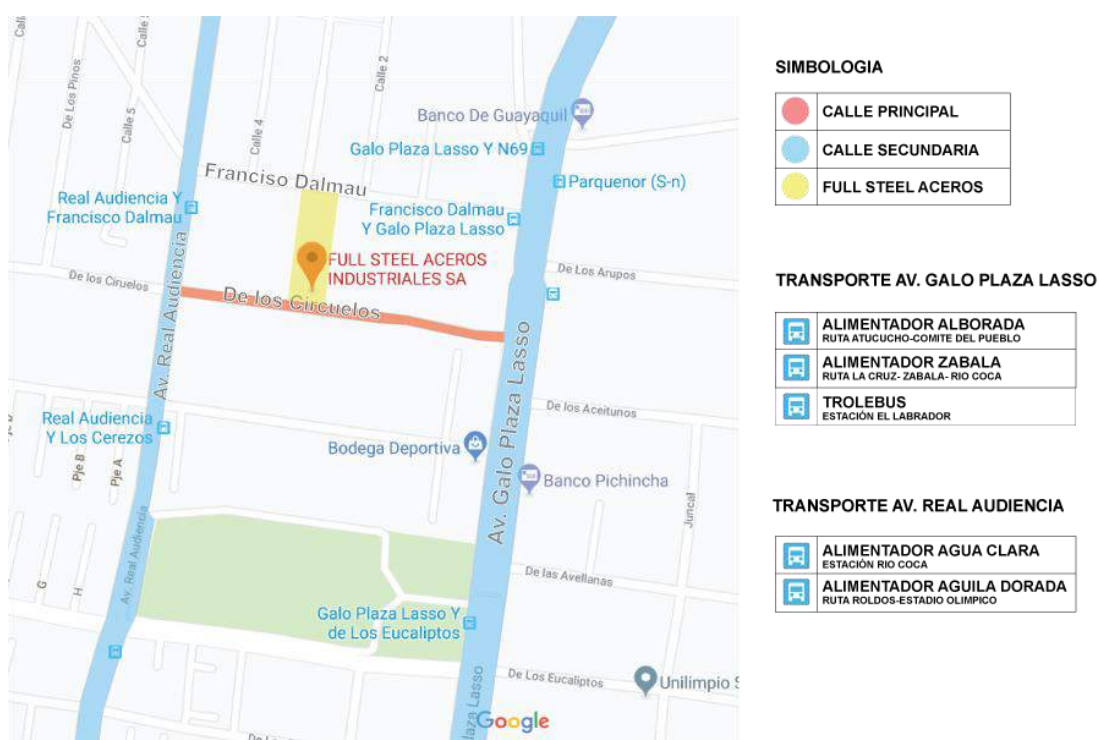 Calle
Calle
De Los Pinos
Calle 5
Calle 4
Calle 2
Banco De Guayaquil
Galo Plaza Lasso Y N69
Franciso Dalmau
Parquenor (S-n)
Real Audiencia Y
Francisco Dalmau
Francisco Dalmau
Y Galo Plaza Lasso
FULL STEEL ACEROS
INDUSTRIALES SA
De los Ciruelos
De los Circuelos
De Los Arupos
Av. Real Audiencia
Av. Galo Plaza Lasso
De los Aceitunos
Real Audiencia
Y Los Cerezos
Bodega Deportiva
Banco Pichincha
Pje B
Pje A
Juncal
Av. Real Audiencia
G
H
De las Avellanas
Galo Plaza Lasso Y
de Los Eucaliptos
De Los Eucaliptos
Unilimpio S
Plaza Lasso
Google
SIMBOLOGIA
CALLE PRINCIPAL
CALLE SECUNDARIA
FULL STEEL ACEROS
TRANSPORTE AV. GALO PLAZA LASSO
ALIMENTADOR ALBORADA
RUTA ATUCUCHO-COMITE DEL PUEBLO
ALIMENTADOR ZABALA
RUTA LA CRUZ- ZABALA- RIO COCA
TROLEBUS
ESTACIÓN EL LABRADOR
TRANSPORTE AV. REAL AUDIENCIA
ALIMENTADOR AGUA CLARA
ESTACIÓN RIO COCA
ALIMENTADOR AGUILA DORADA
RUTA ROLDOS-ESTADIO OLIMPICO